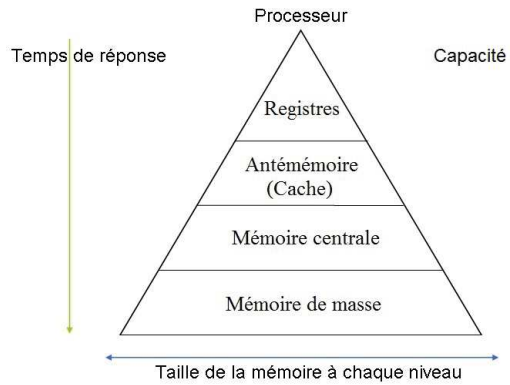 Processeur
Temps de réponse
Capacité
Registres
Antémémoire
(Cache)
Mémoire centrale
Mémoire de masse
Taille de la mémoire à chaque niveau